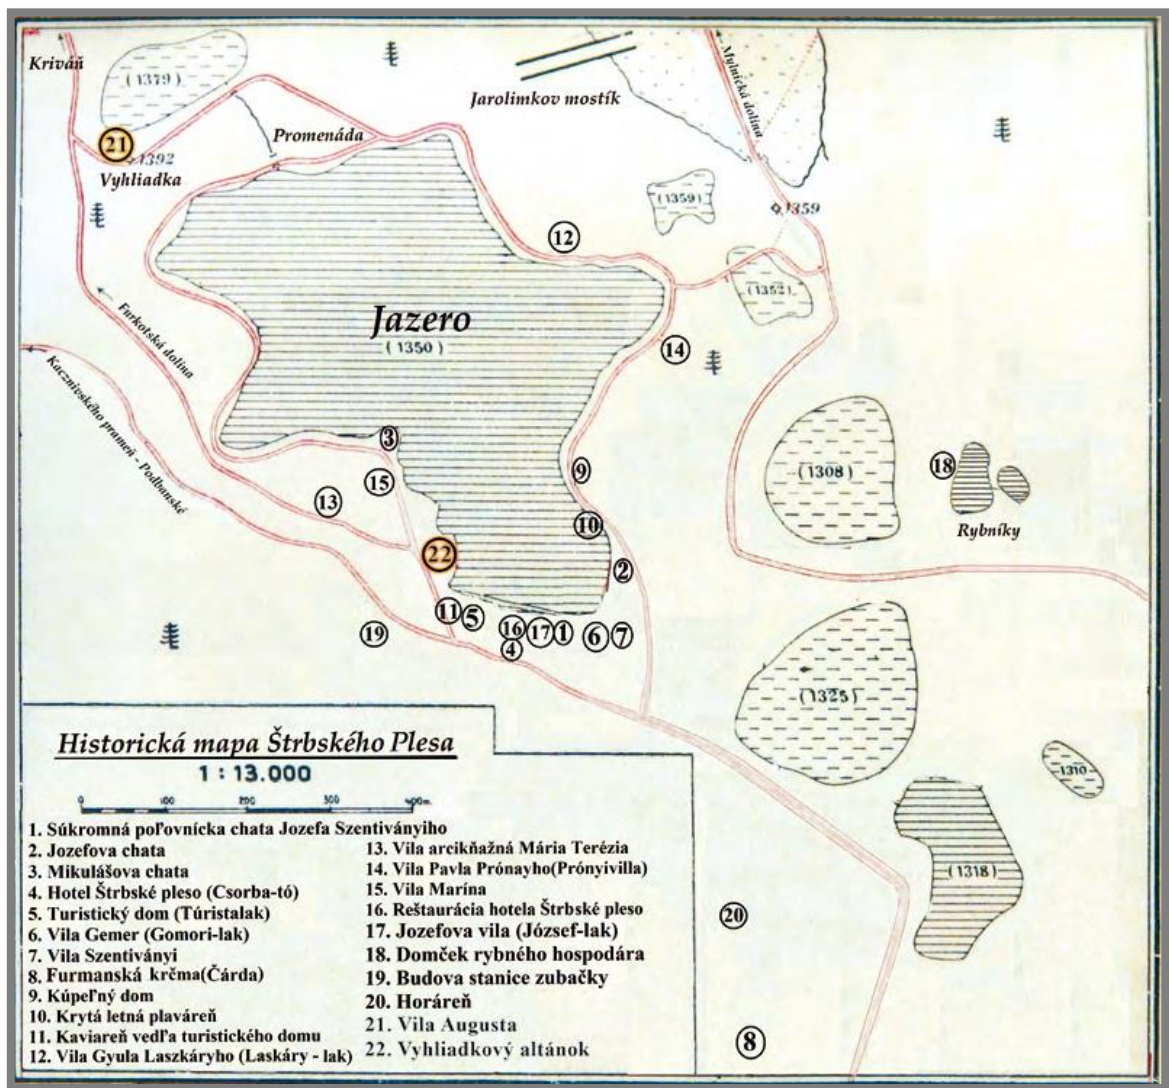 Kriváň
(1379)
21
1392
Vyhliadka
Promenáda
Jarolimkov mostík
Mlynická dolina
(1359)
1359
12
(1352)
Jazero
(1350)
14
Furkotská dolina
Kacznivského prameň - Podbanské
3
15
13
9
10
(1308)
18
Rybníky
22
2
11
5
16
17
1
6
7
4
19
(1325)
1310
(1318)
20
8
Historická mapa Štrbského Plesa
1 : 13.000
0 100 200 300 400m
1. Súkromná poľovnícka chata Jozefa Szentiványiho
2. Jozefova chata
3. Mikulášova chata
4. Hotel Štrbské pleso (Csorba-tó)
5. Turistický dom (Túristalak)
6. Vila Gemer (Gomori-lak)
7. Vila Szentiványi
8. Furmanská krčma(Čárda)
9. Kúpeľný dom
10. Krytá letná plaváreň
11. Kaviareň vedľa turistického domu
12. Vila Gyula Laszkáryho (Laskáry - lak)
13. Vila arcikňažná Mária Terézia
14. Vila Pavla Prónayho(Prónyivilla)
15. Vila Marína
16. Reštaurácia hotela Štrbské pleso
17. Jozefova vila (József-lak)
18. Domček rybného hospodára
19. Budova stanice zubačky
20. Horáreň
21. Vila Augusta
22. Vyhliadkový altánok